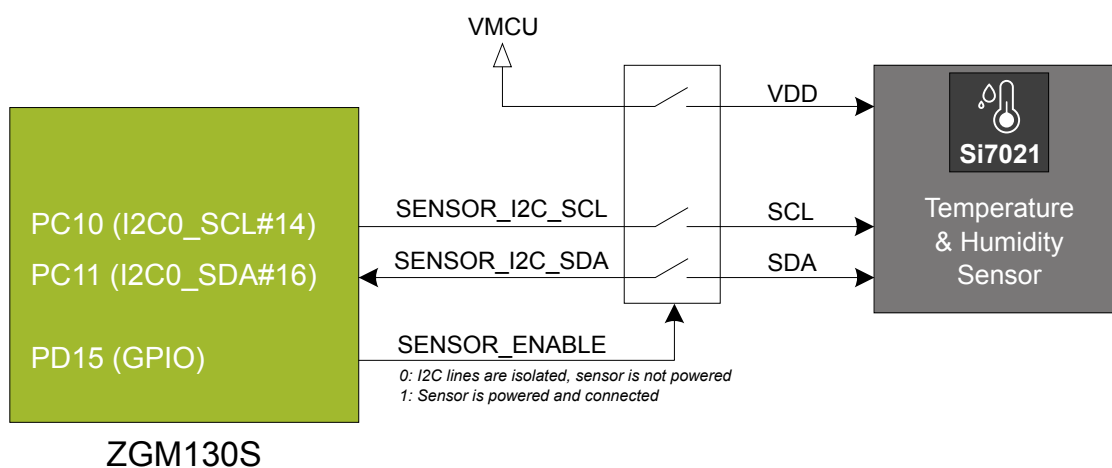 VMCU
VDD
Si7021
PC10 (I2C0_SCL#14)
SENSOR_I2C_SCL
SCL
Temperature
& Humidity
Sensor
PC11 (I2C0_SDA#16)
SENSOR_I2C_SDA
SDA
PD15 (GPIO)
SENSOR_ENABLE
0: I2C lines are isolated, sensor is not powered
1: Sensor is powered and connected
ZGM130S